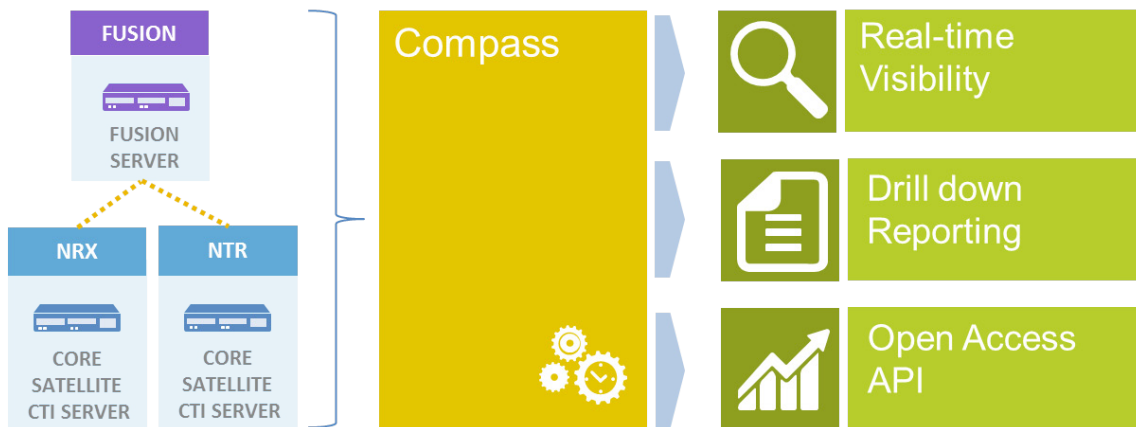 FUSION
FUSION
SERVER
NRX
CORE
SATELLITE
CTI SERVER
NTR
CORE
SATELLITE
CTI SERVER
Compass
Real-time
Visibility
Drill down
Reporting
Open Access
API